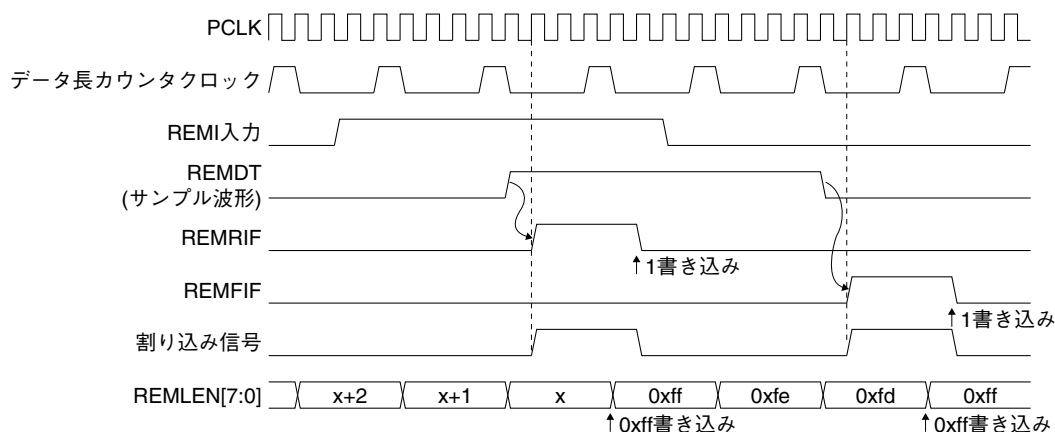 PCLK
データ長カウンタクロック
REMI入力
REMDT
(サンプル波形)
REMRIF
↑1書き込み
REMFIF
↑1書き込み
割り込み信号
REMLEN[7:0] x+2 x+1 x 0xff 0xfe 0xfd 0xff
↑0xff書き込み ↑0xff書き込み